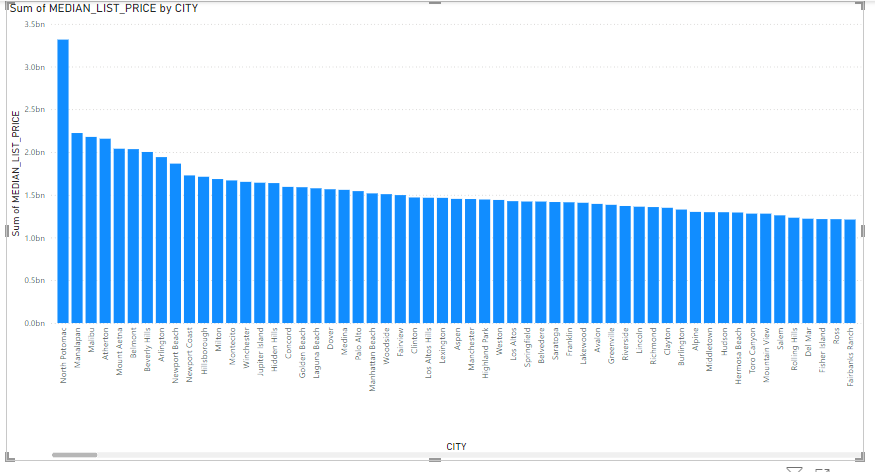 Sum of MEDIAN_LIST_PRICE by CITY
3.5bn
3.0bn
2.5bn
2.0bn
1.5bn
1.0bn
0.5bn
0.0bn
Sum of MEDIAN_LIST_PRICE
North Potomac
Manalapan
Malibu
Atherton
Mount Aetna
Belmont
Beverly Hills
Arlington
Newport Beach
Newport Coast
Hillsborough
Milton
Montecito
Winchester
Jupiter Island
Hidden Hills
Concord
Golden Beach
Laguna Beach
Dover
Medina
Palo Alto
Manhattan Beach
Woodside
Fairview
Clinton
Los Altos Hills
Lexington
Aspen
Manchester
Highland Park
Weston
Los Altos
Springfield
Belvedere
Saratoga
Franklin
Lakewood
Avalon
Greenville
Riverside
Lincoln
Richmond
Clayton
Burlington
Alpine
Middletown
Hudson
Hermosa Beach
Toro Canyon
Mountain View
Salem
Rolling Hills
Del Mar
Fisher Island
Ross
Fairbanks Ranch
CITY